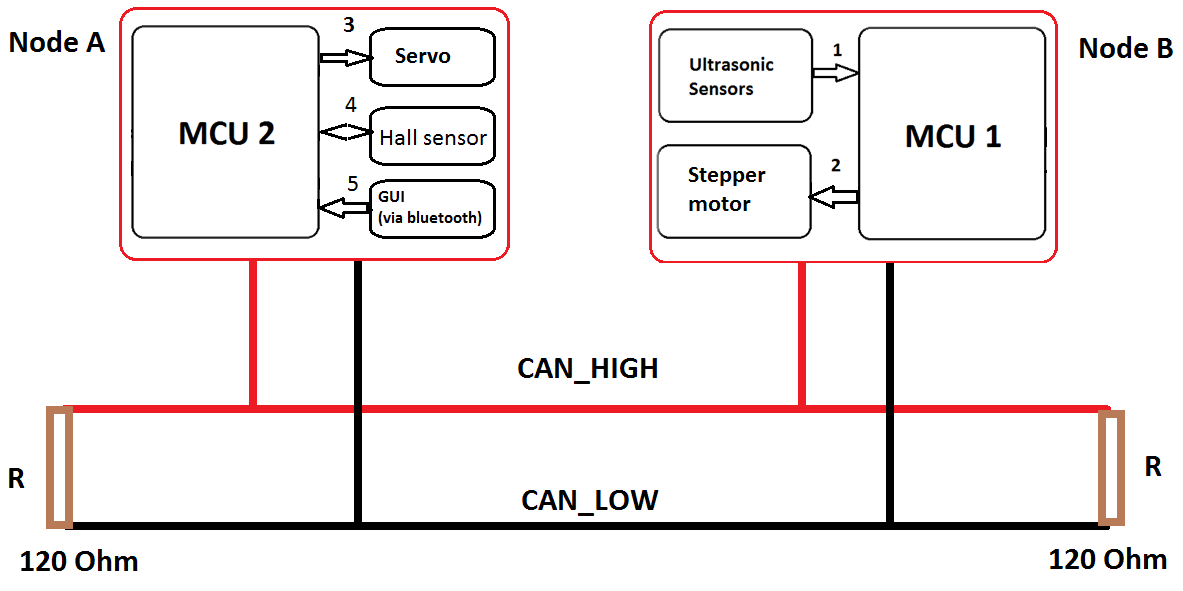 Node A
MCU 2
3
Servo
4
Hall sensor
5
GUI
(via bluetooth)
Ultrasonic
Sensors
1
MCU 1
Node B
2
Stepper
motor
CAN_HIGH
R
R
CAN_LOW
120 Ohm
120 Ohm